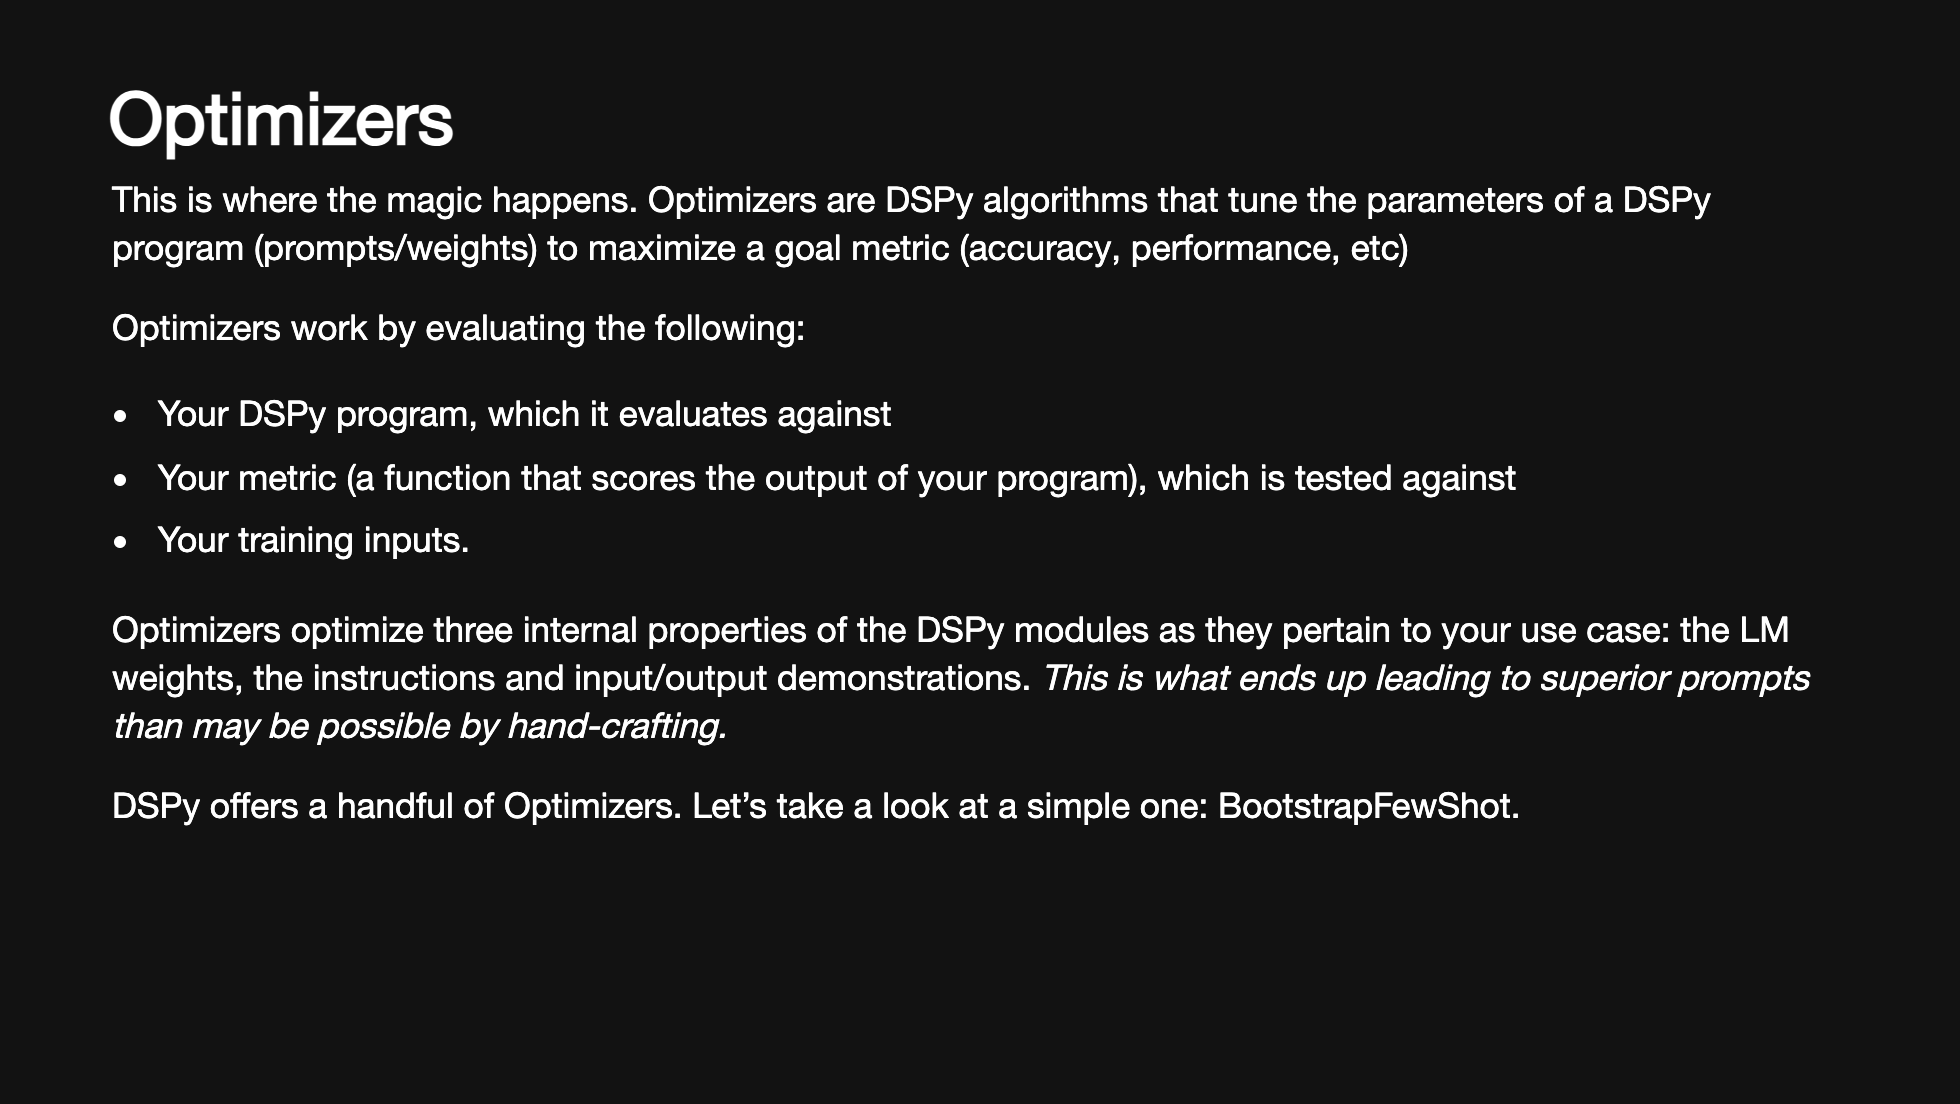 Optimizers
This is where the magic happens. Optimizers are DSPy algorithms that tune the parameters of a DSPy
program (prompts/weights) to maximize a goal metric (accuracy, performance, etc)
Optimizers work by evaluating the following:
• Your DSPy program, which it evaluates against
• Your metric (a function that scores the output of your program), which is tested against
• Your training inputs.
Optimizers optimize three internal properties of the DSPy modules as they pertain to your use case: the LM
weights, the instructions and input/output demonstrations. This is what ends up leading to superior prompts
than may be possible by hand-crafting.
DSPy offers a handful of Optimizers. Let’s take a look at a simple one: BootstrapFewShot.